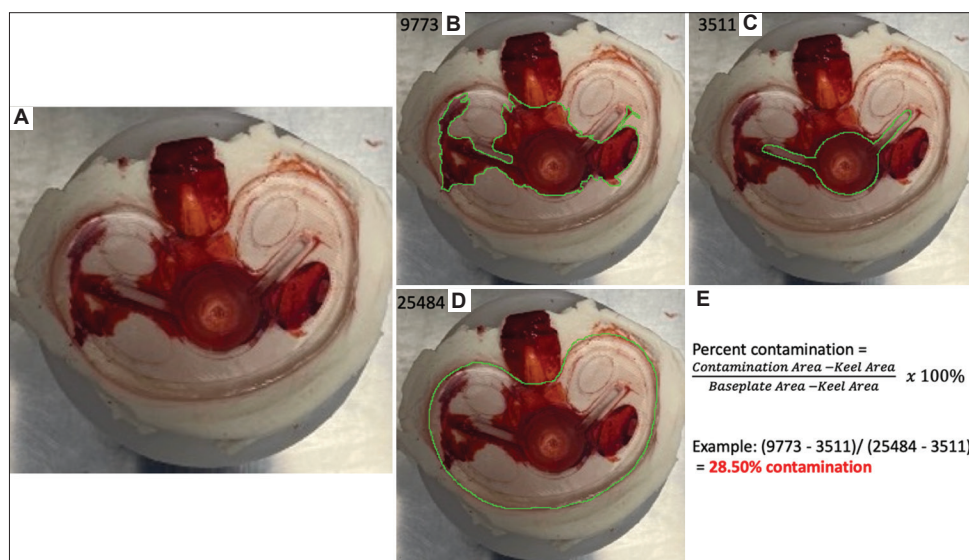 A
9773 B
3511 C
25484 D
E
Percent contamination =
Contamination Area −Keel Area
Baseplate Area −Keel Area
x 100%
Example: (9773 - 3511)/ (25484 - 3511)
= 28.50% contamination